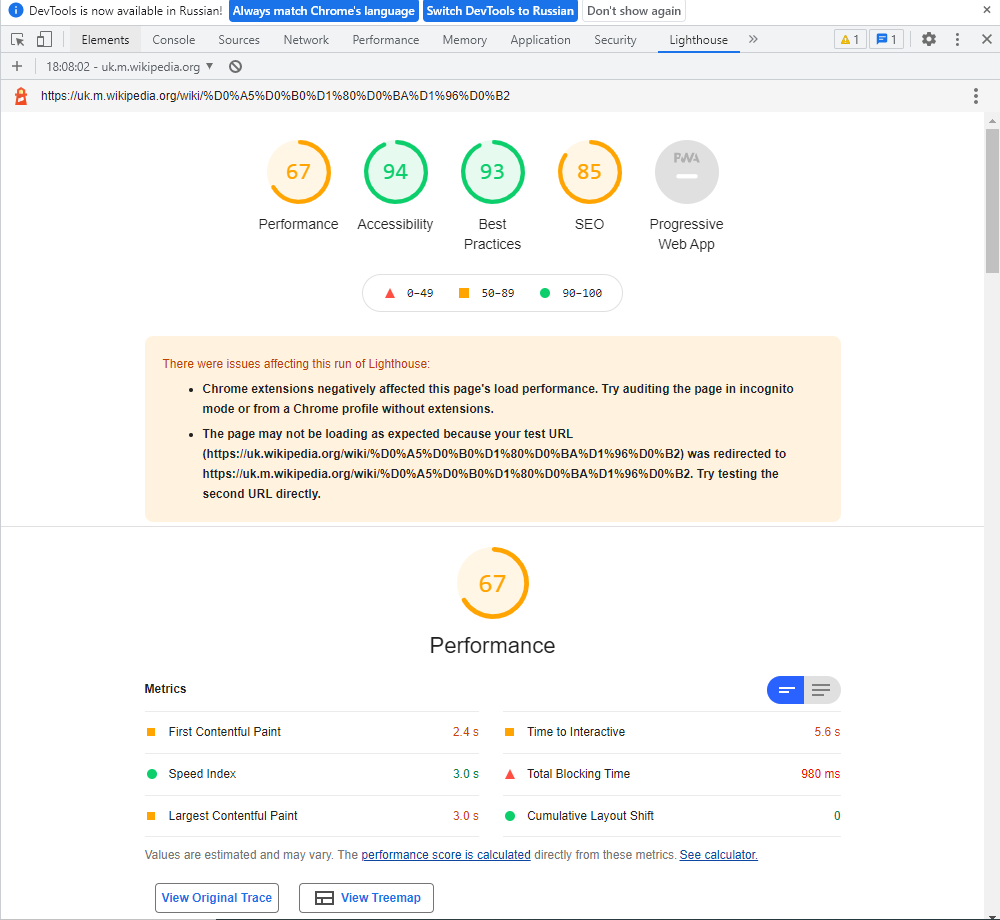 DevTools is now available in Russian! Always match Chrome's language Switch DevTools to Russian Don't show again
Elements Console Sources Network Performance Memory Application Security Lighthouse 1 1
18:08:02 - uk.m.wikipedia.org
https://uk.m.wikipedia.org/wiki/%D0%A5%D0%B0%D1%80%D0%BA%D1%96%D0%B2
67 94 93 85 PWA
Performance Accessibility Best SEO Progressive
Practices Web App
0–49 50–89 90–100
There were issues affecting this run of Lighthouse:
• Chrome extensions negatively affected this page's load performance. Try auditing the page in incognito
mode or from a Chrome profile without extensions.
• The page may not be loading as expected because your test URL
(https://uk.wikipedia.org/wiki/%D0%A5%D0%B0%D1%80%D0%BA%D1%96%D0%B2) was redirected to
https://uk.m.wikipedia.org/wiki/%D0%A5%D0%B0%D1%80%D0%BA%D1%96%D0%B2. Try testing the
second URL directly.
67
Performance
Metrics
First Contentful Paint 2.4 s Time to Interactive 5.6 s
Speed Index 3.0 s Total Blocking Time 980 ms
Largest Contentful Paint 3.0 s Cumulative Layout Shift 0
Values are estimated and may vary. The performance score is calculated directly from these metrics. See calculator.
View Original Trace View Treemap